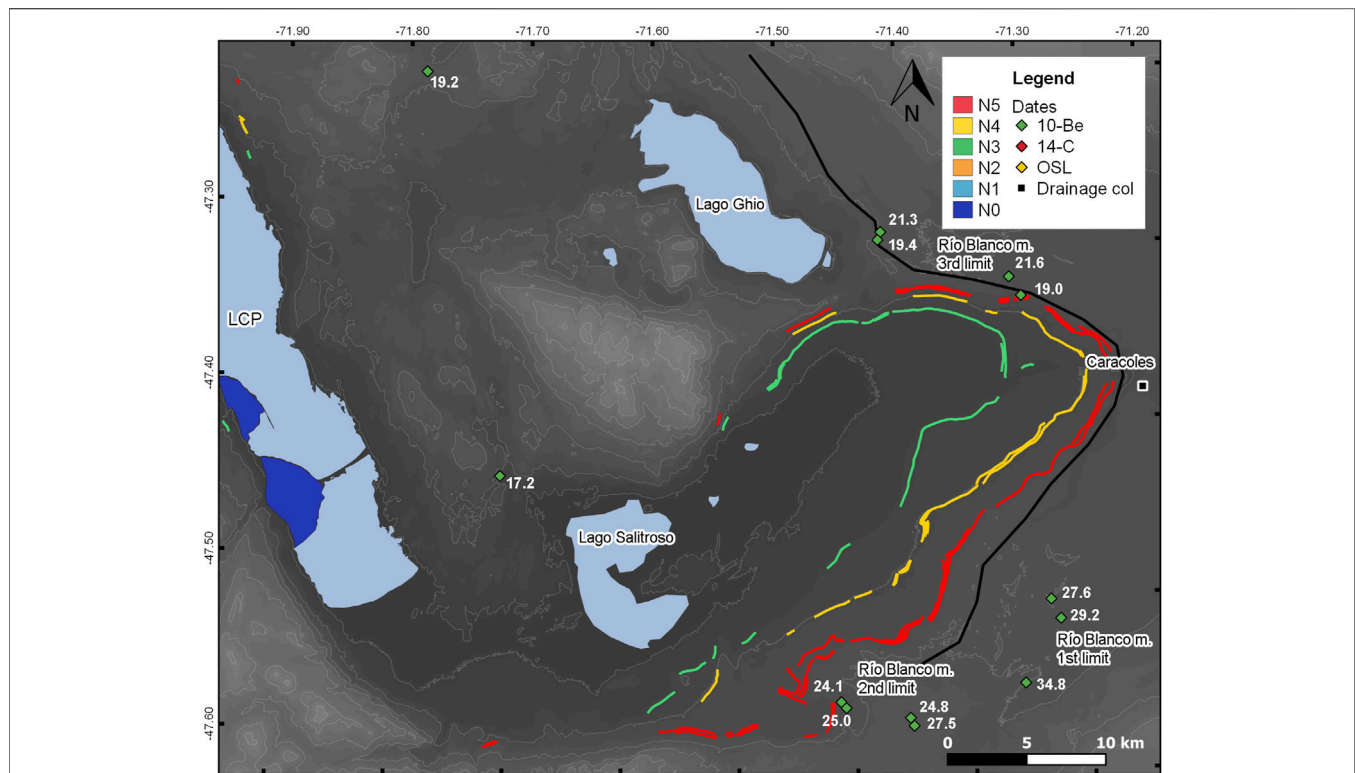 -71.90 -71.80 -71.70 -71.60 -71.50 -71.40 -71.30 -71.20
-47.30
-47.40
-47.50
-47.60
19.2
N
Legend
N5
N4
N3
N2
N1
N0
Dates
10-Be
14-C
OSL
Drainage col
Lago Ghio
21.3
19.4
Río Blanco m.
3rd limit
21.6
19.0
LCP
Caracoles
17.2
Lago Salitroso
27.6
29.2
Río Blanco m.
1st limit
34.8
Río Blanco m.
2nd limit
24.1
25.0
24.8
27.5
0 5 10 km